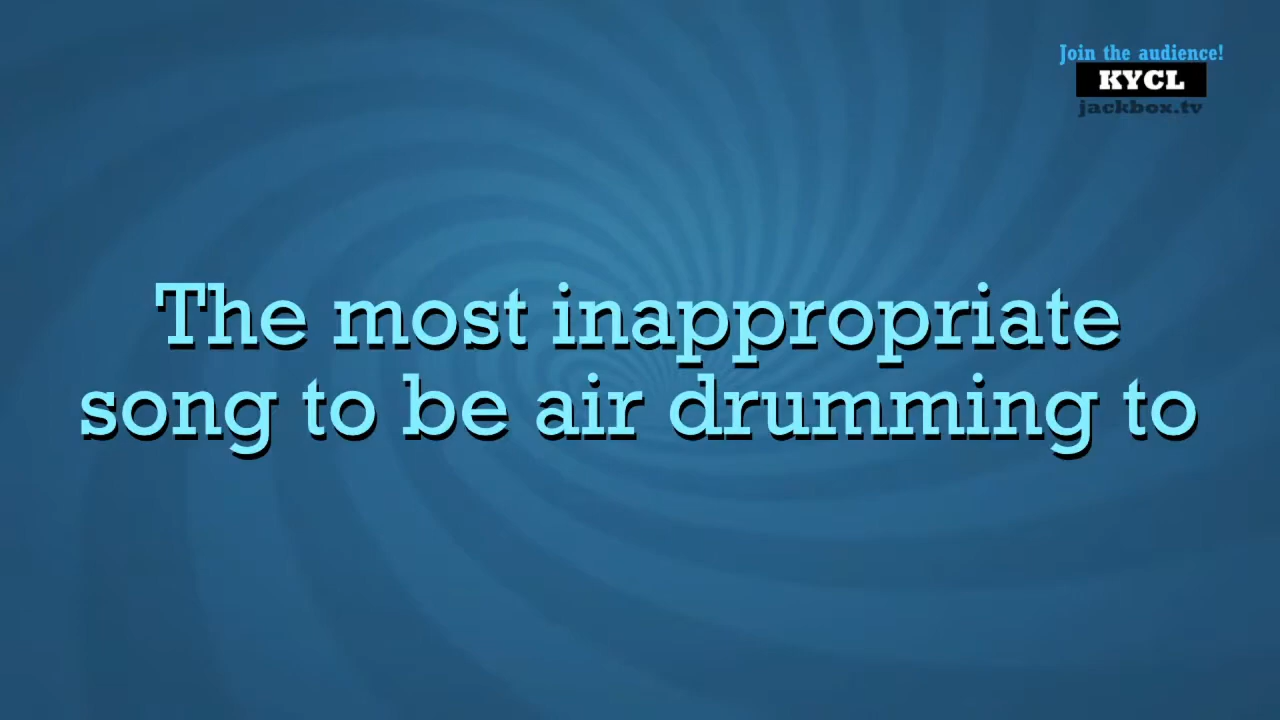 Join the audience!
KYCL
jackbox.tv
The most inappropriate
song to be air drumming to